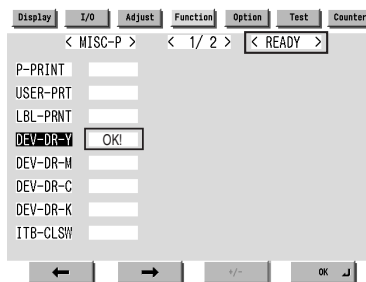 Display I/O Adjust Function Option Test Counter
< MISC-P > < 1/ 2 > < READY >
P-PRINT
USER-PRT
LBL-PRNT
DEV-DR-Y OK!
DEV-DR-M
DEV-DR-C
DEV-DR-K
ITB-CLSW
← → +/- OK ↵